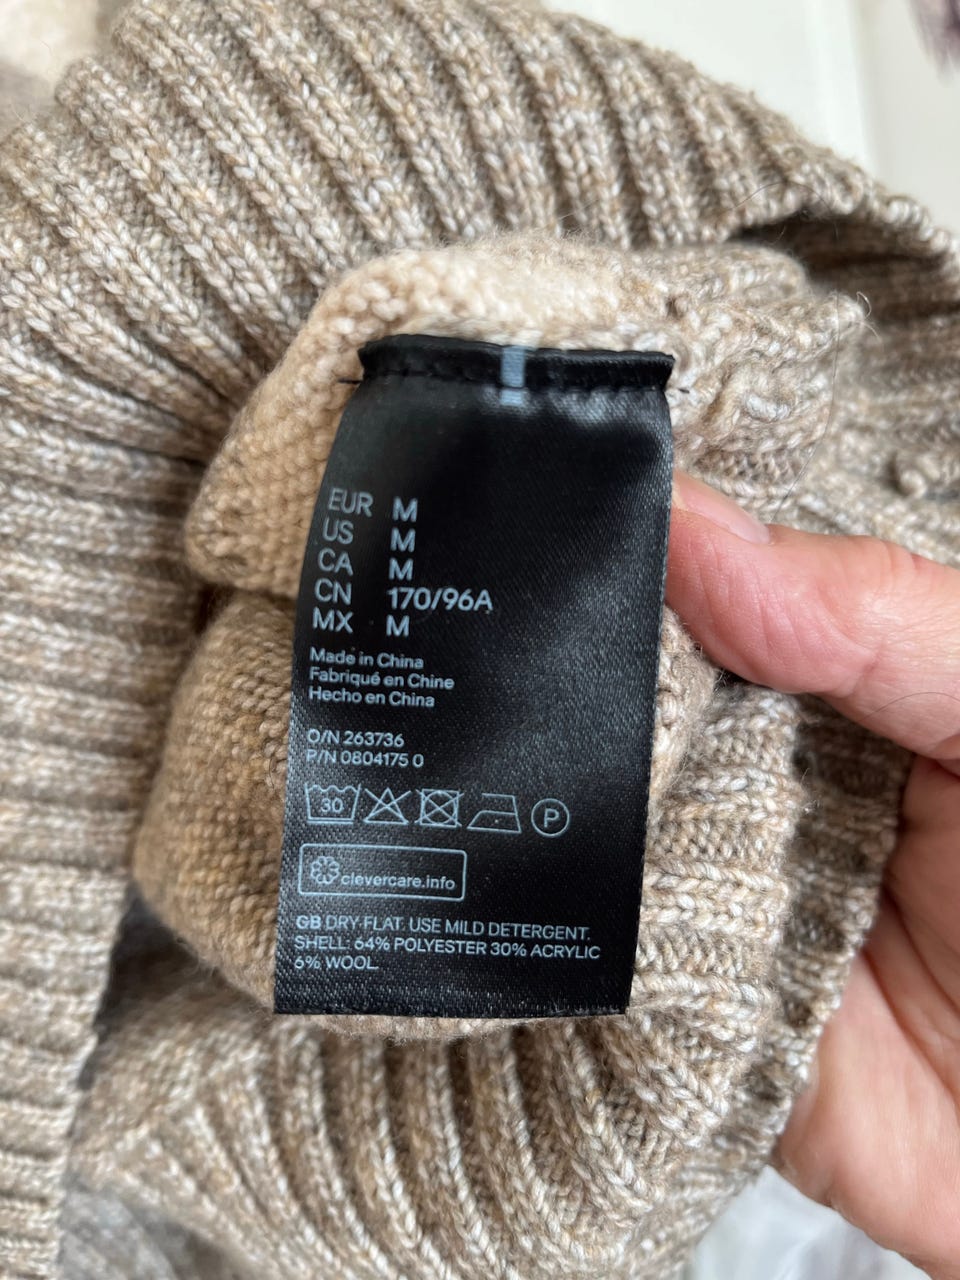 EUR M
US M
CA M
CN 170/96A
MX M
Made in China
Fabriqué en Chine
Hecho en China
O/N 263736
P/N 0804175 0
30 P
clevercare.info
GB DRY FLAT. USE MILD DETERGENT.
SHELL: 64% POLYESTER 30% ACRYLIC
6% WOOL.